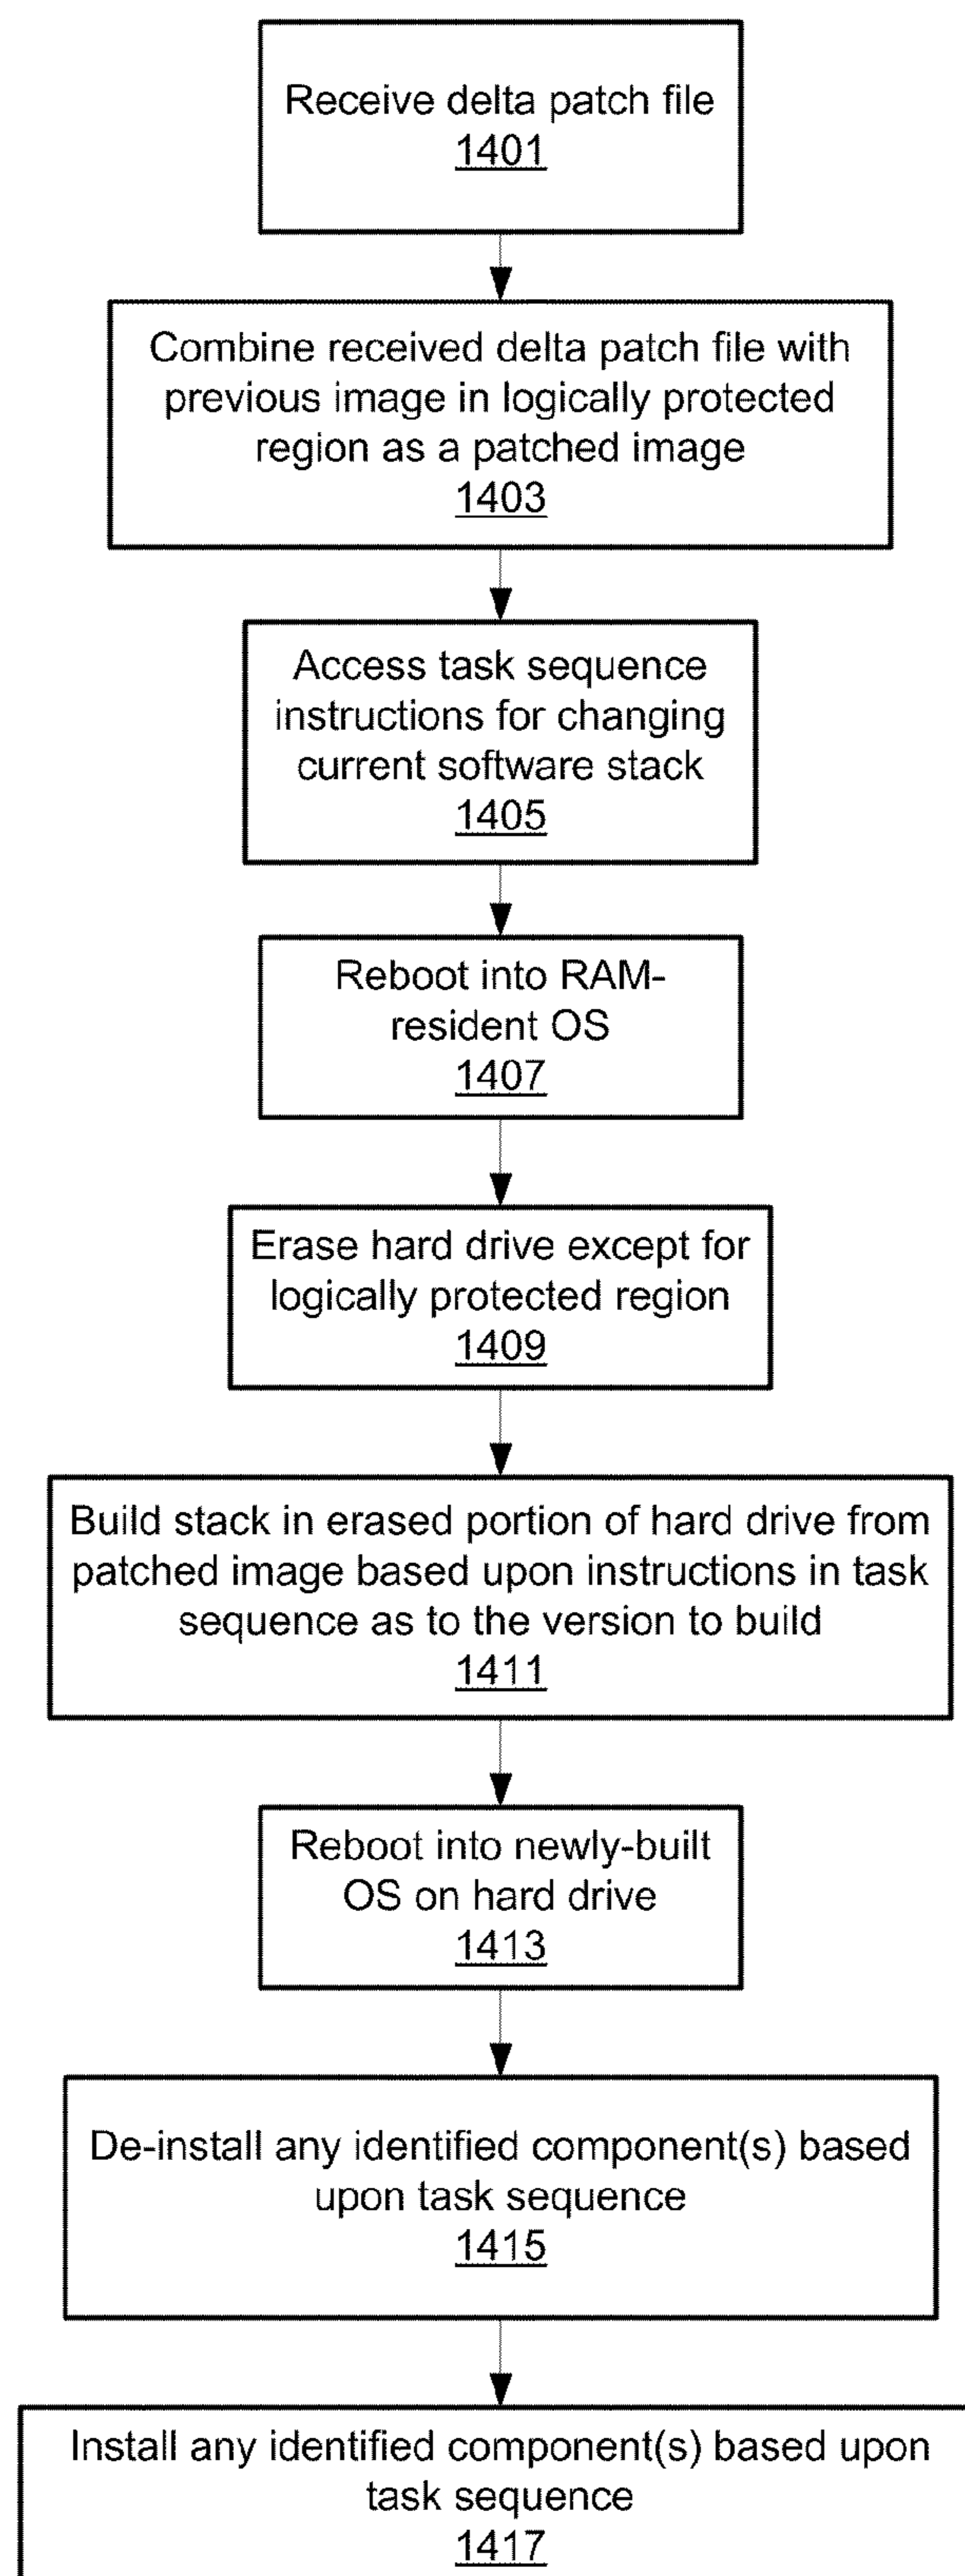 Receive delta patch file
1401
Combine received delta patch file with
previous image in logically protected
region as a patched image
1403
Access task sequence
instructions for changing
current software stack
1405
Reboot into RAM-
resident OS
1407
Erase hard drive except for
logically protected region
1409
Build stack in erased portion of hard drive from
patched image based upon instructions in task
sequence as to the version to build
1411
Reboot into newly-built
OS on hard drive
1413
De-install any identified component(s) based
upon task sequence
1415
Install any identified component(s) based upon
task sequence
1417